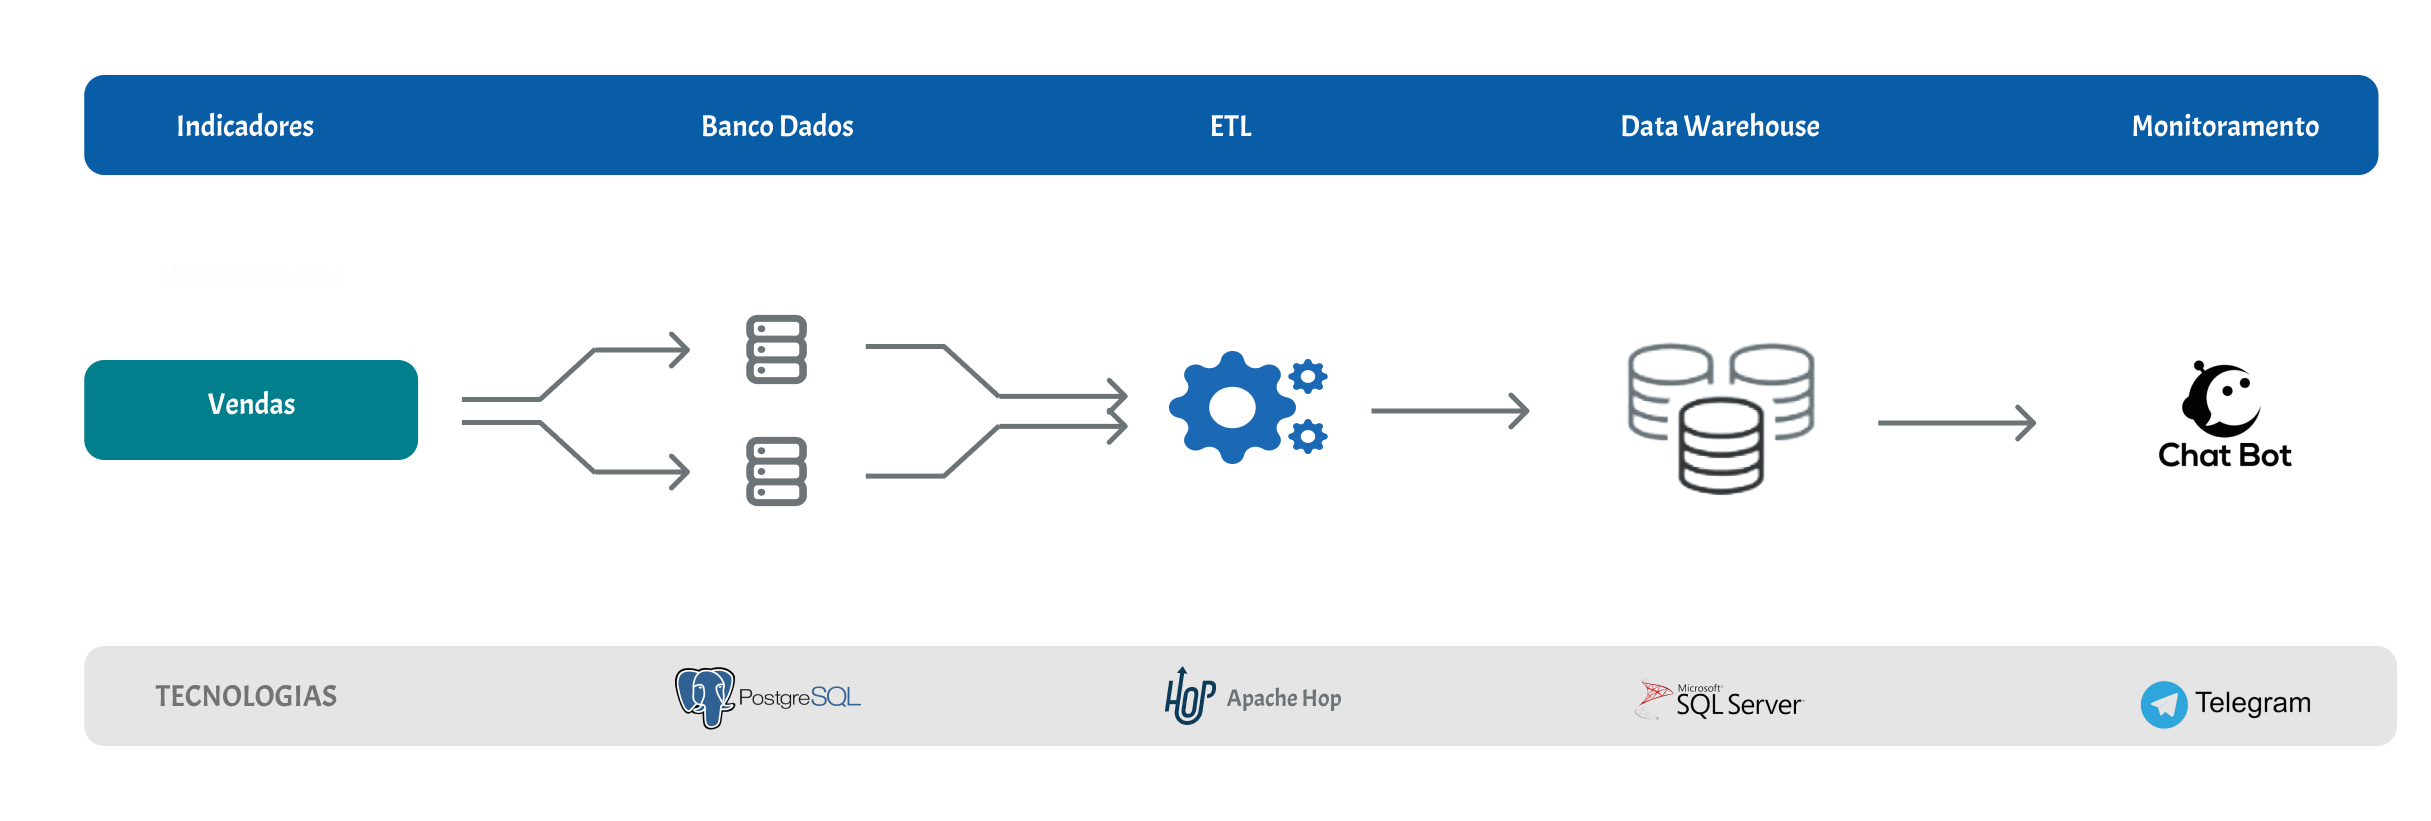 Indicadores
Banco Dados
ETL
Data Warehouse
Monitoramento
Monitoramento
Vendas
Chat Bot
TECNOLOGIAS
PostgreSQL
HOP Apache Hop
Microsoft
SQL Server
Telegram